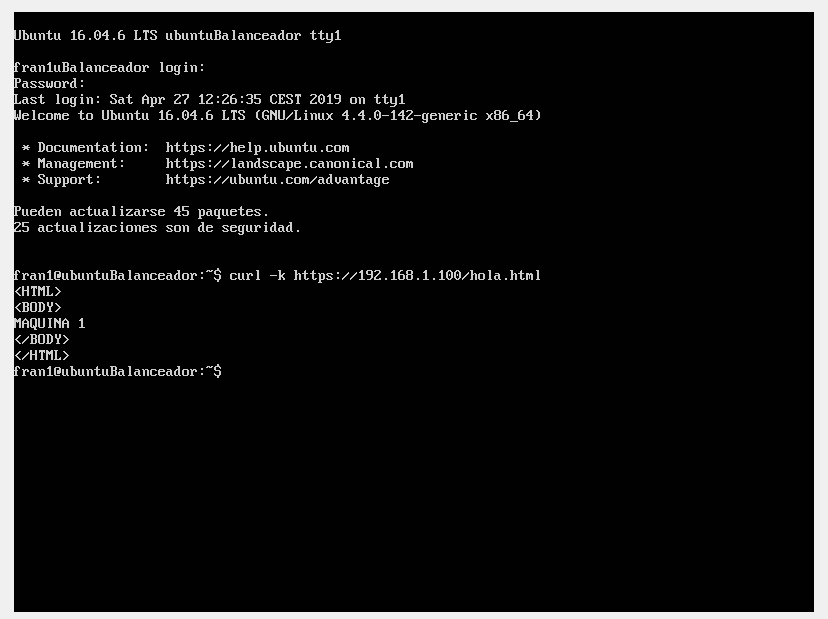 Ubuntu 16.04.6 LTS ubuntuBalanceador tty1
fran1uBalanceador login:
Password:
Last login: Sat Apr 27 12:26:35 CEST 2019 on tty1
Welcome to Ubuntu 16.04.6 LTS (GNU/Linux 4.4.0-142-generic x86_64)
* Documentation:  https://help.ubuntu.com
* Management:     https://landscape.canonical.com
* Support:        https://ubuntu.com/advantage
Pueden actualizarse 45 paquetes.
25 actualizaciones son de seguridad.
fran1@ubuntuBalanceador:~$ curl -k https://192.168.1.100/hola.html
<HTML>
<BODY>
MAQUINA 1
</BODY>
</HTML>
fran1@ubuntuBalanceador:~$